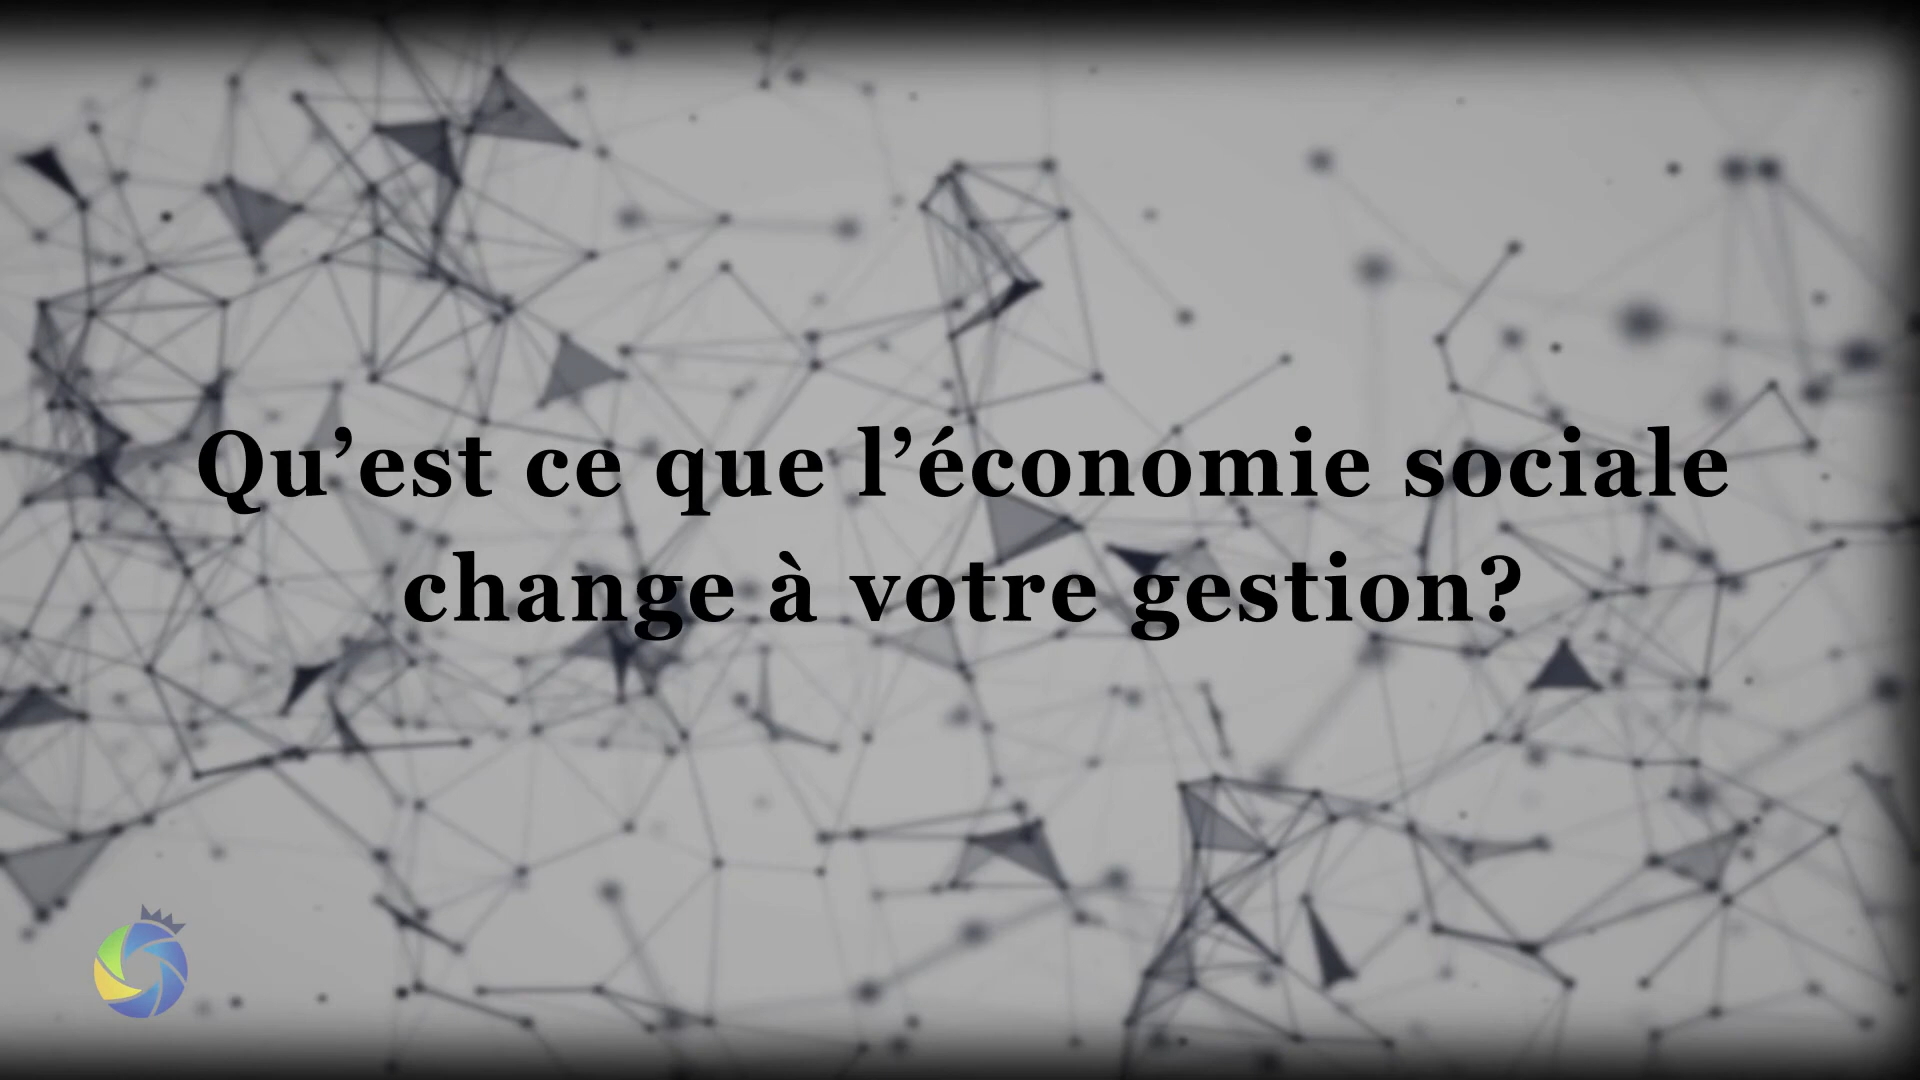 Qu’est ce que l’économie sociale
change à votre gestion?